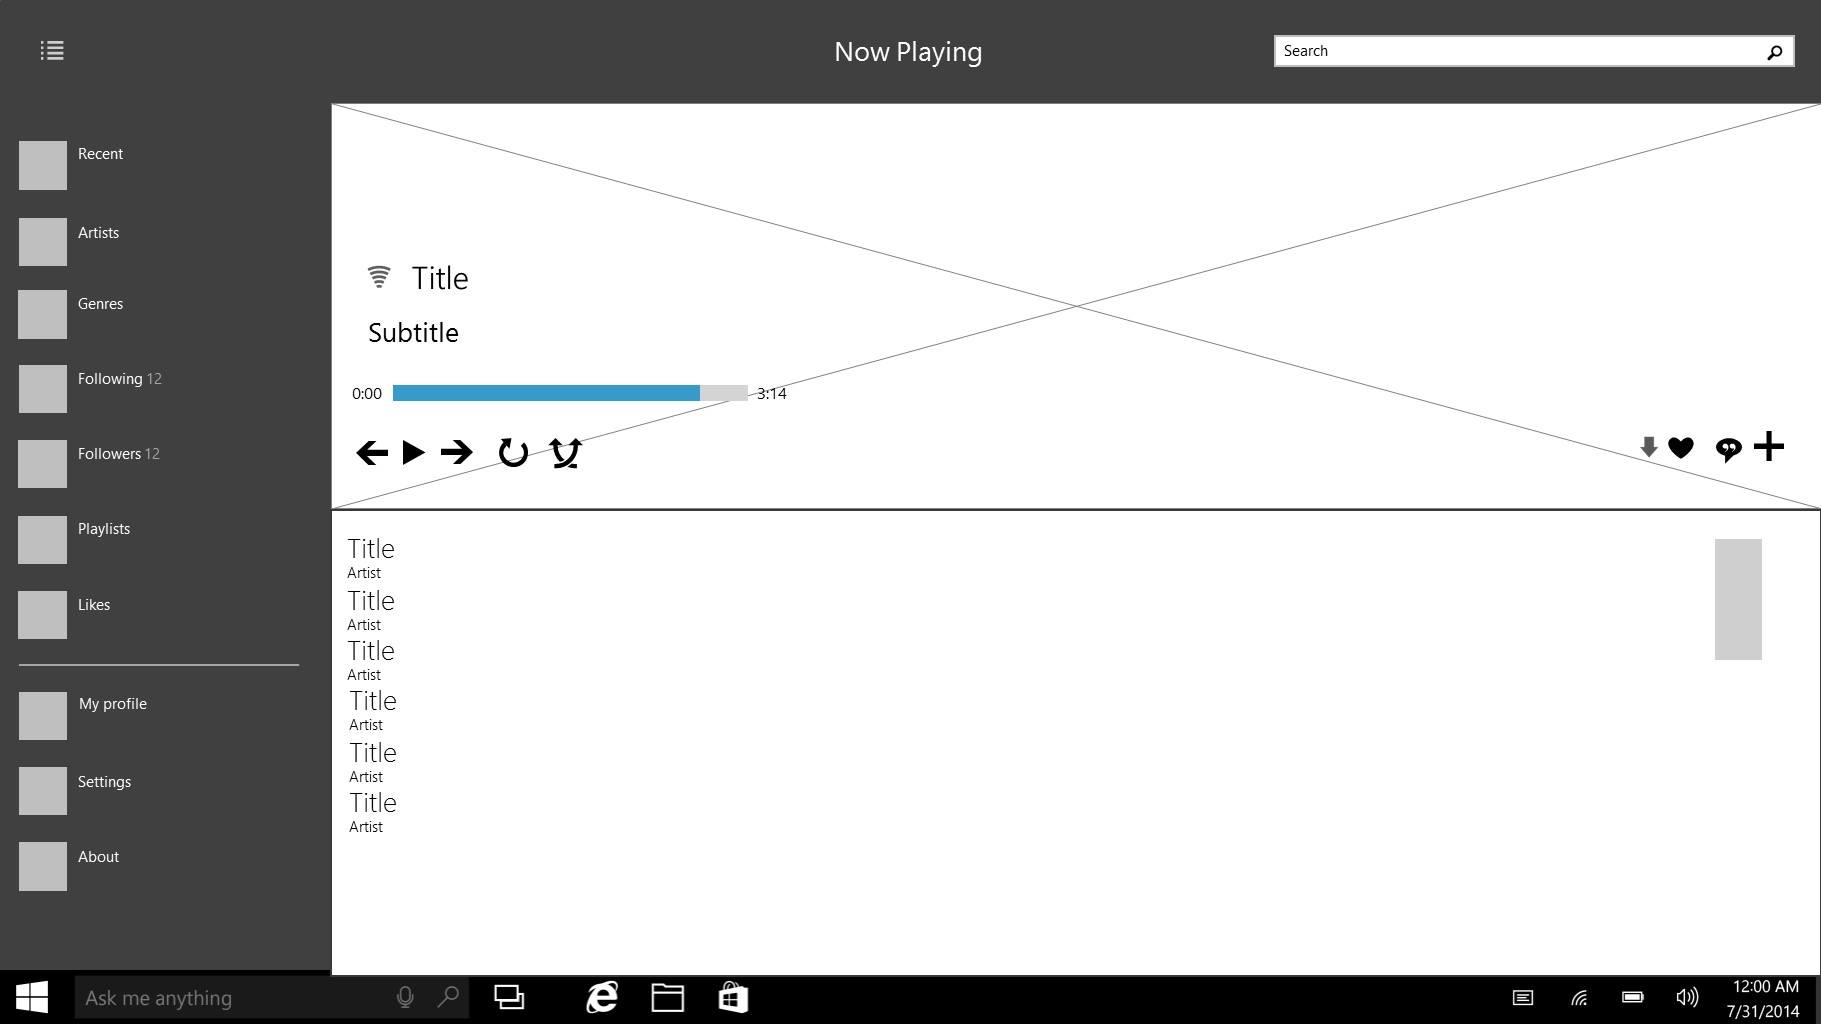 Now Playing
Search
Recent
Artists
Genres
Following 12
Followers 12
Playlists
Likes
My profile
Settings
About
Title
Subtitle
0:00
3:14
Title
Artist
Title
Artist
Title
Artist
Title
Artist
Title
Artist
Title
Artist
Ask me anything
12:00 AM
7/31/2014